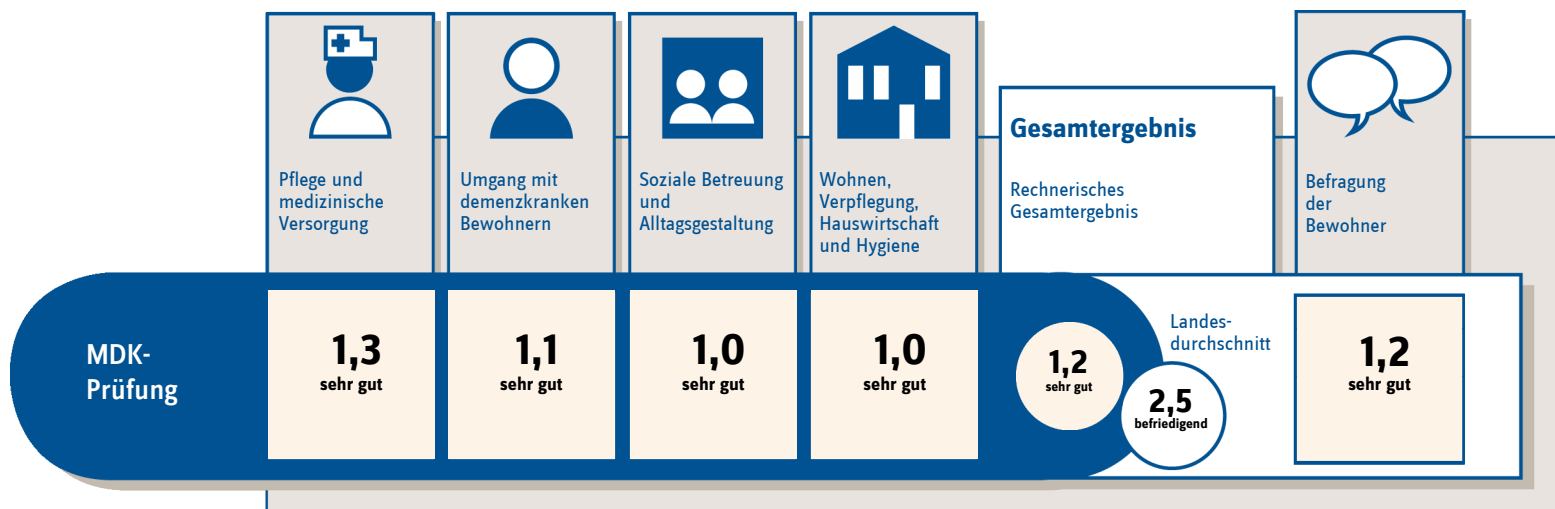 Pflege und
medizinische
Versorgung
Umgang mit
demenzkranken
Bewohnern
Soziale Betreuung
und
Alltagsgestaltung
Wohnen,
Verpflegung,
Hauswirtschaft
und Hygiene
Gesamtergebnis
Rechnerisches
Gesamtergebnis
Befragung
der
Bewohner
MDK-
Prüfung
1,3
sehr gut
1,1
sehr gut
1,0
sehr gut
1,0
sehr gut
1,2
sehr gut
Landes-
durchschnitt
2,5
befriedigend
1,2
sehr gut